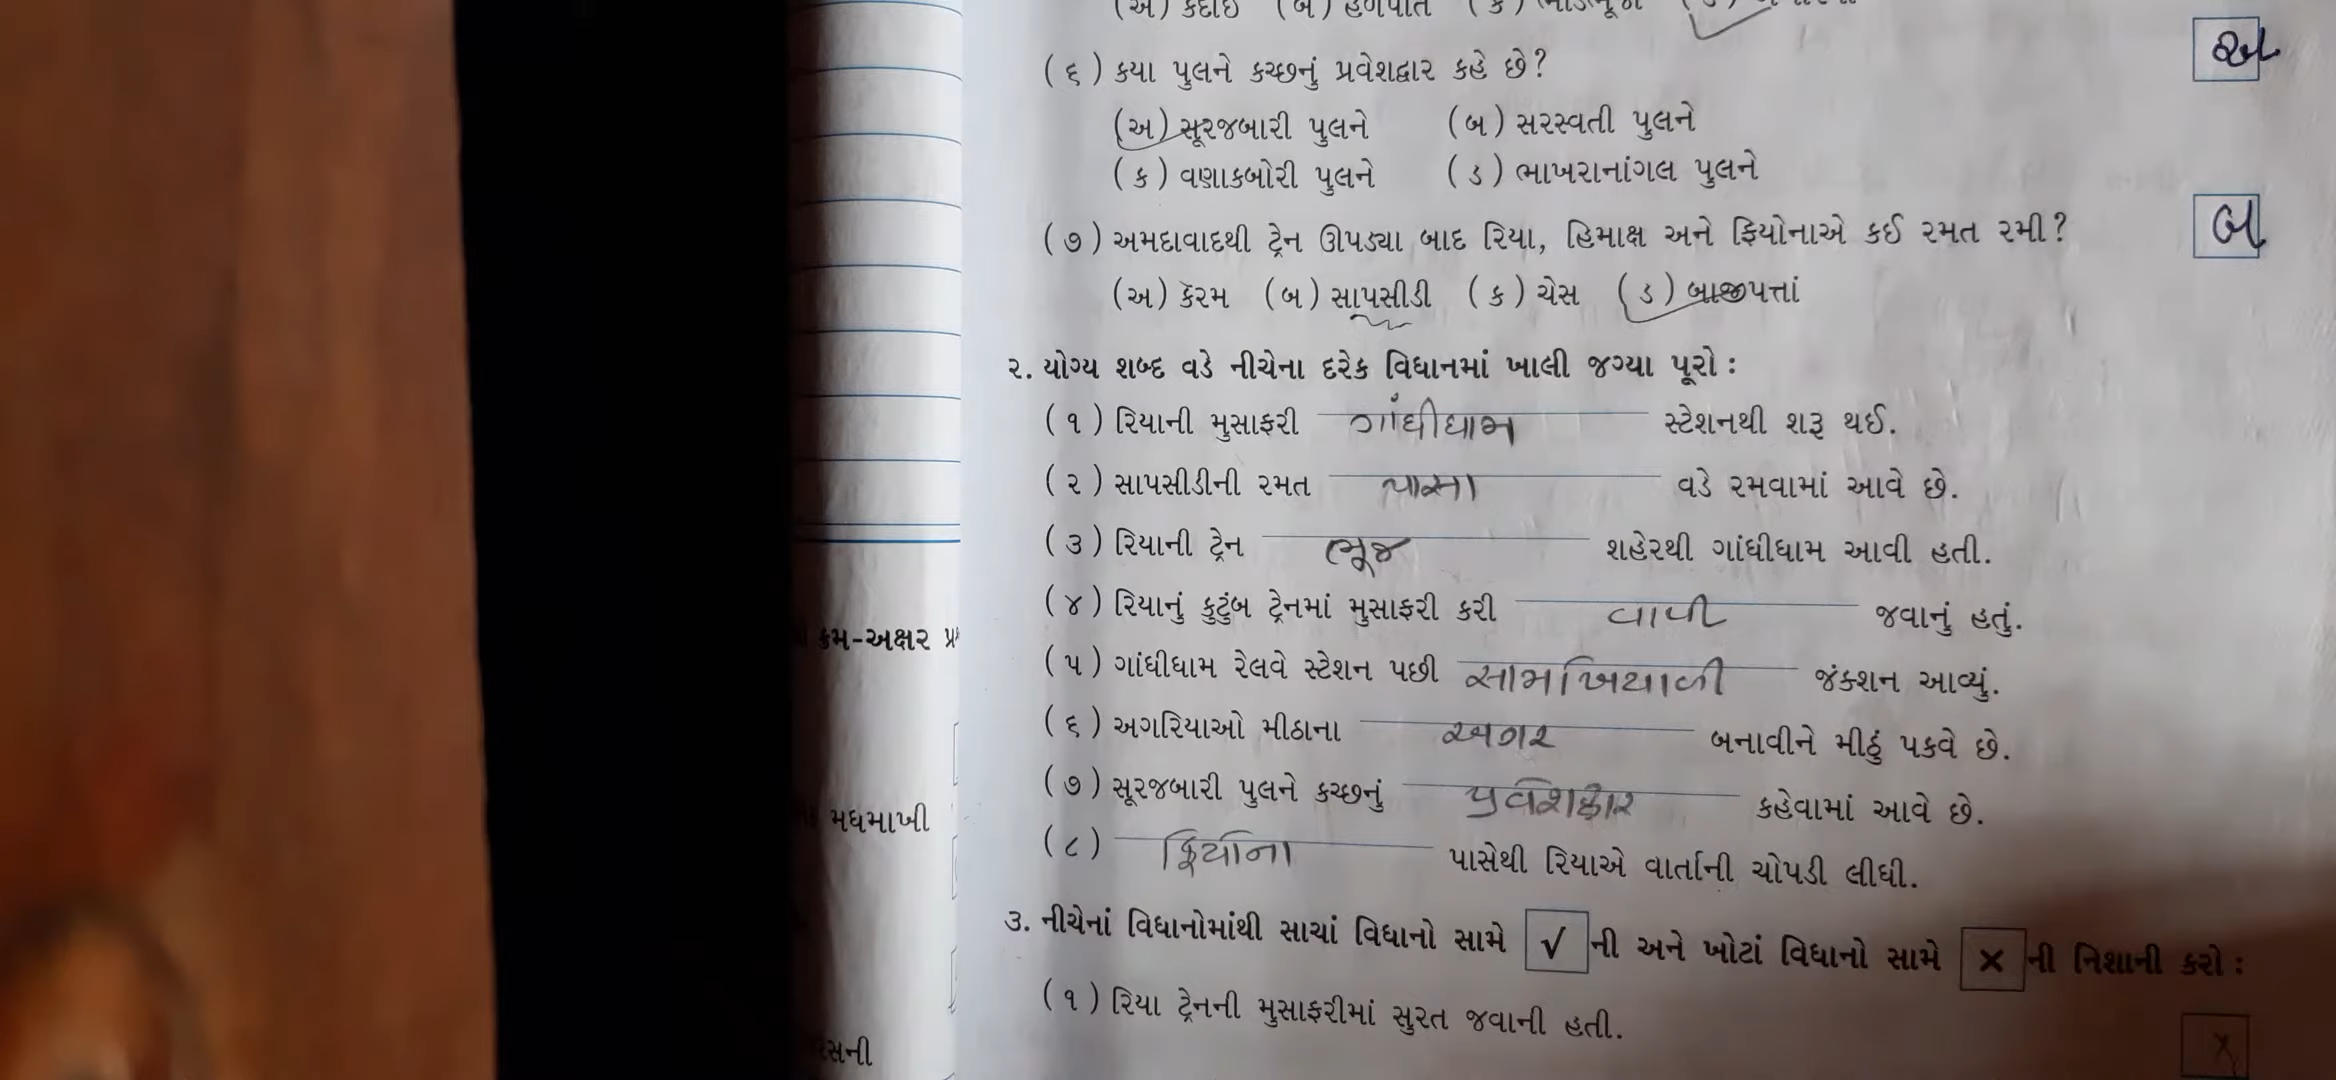 (અ) કદાઇ (બ) હળપતિ (ક)
(૬) કયા પુલને કચ્છનું પ્રવેશદ્વાર કહે છે?
અ
(અ) સૂરજબારી પુલને (બ) સરસ્વતી પુલને
(ક) વણાકબોરી પુલને (ડ) ભાખરાનાંગલ પુલને
(૭) અમદાવાદથી ટ્રેન ઊપડ્યા બાદ રિયા, હિમાક્ષ અને ફિયોનાએ કઈ રમત રમી?
બ
(અ) કૅરમ (બ) સાપસીડી (ક) ચેસ (ડ) બાજીપત્તાં
૨. યોગ્ય શબ્દ વડે નીચેના દરેક વિધાનમાં ખાલી જગ્યા પૂરો :
(૧) રિયાની મુસાફરી ગાંધીધામ સ્ટેશનથી શરૂ થઈ.
(૨) સાપસીડીની રમત પાસા વડે રમવામાં આવે છે.
(૩) રિયાની ટ્રેન ભૂજ શહેરથી ગાંધીધામ આવી હતી.
(૪) રિયાનું કુટુંબ ટ્રેનમાં મુસાફરી કરી વાપી જવાનું હતું.
(૫) ગાંધીધામ રેલવે સ્ટેશન પછી સામખિયાળી જંક્શન આવ્યું.
(૬) અગરિયાઓ મીઠાના અગર બનાવીને મીઠું પકવે છે.
(૭) સૂરજબારી પુલને કચ્છનું પ્રવેશદ્વાર કહેવામાં આવે છે.
(૮) ફિયોના પાસેથી રિયાએ વાર્તાની ચોપડી લીધી.
૩. નીચેનાં વિધાનોમાંથી સાચાં વિધાનો સામે ✓ ની અને ખોટાં વિધાનો સામે × ની નિશાની કરો :
(૧) રિયા ટ્રેનની મુસાફરીમાં સુરત જવાની હતી.
×
ક્રમ-અક્ષર
મધમાખી